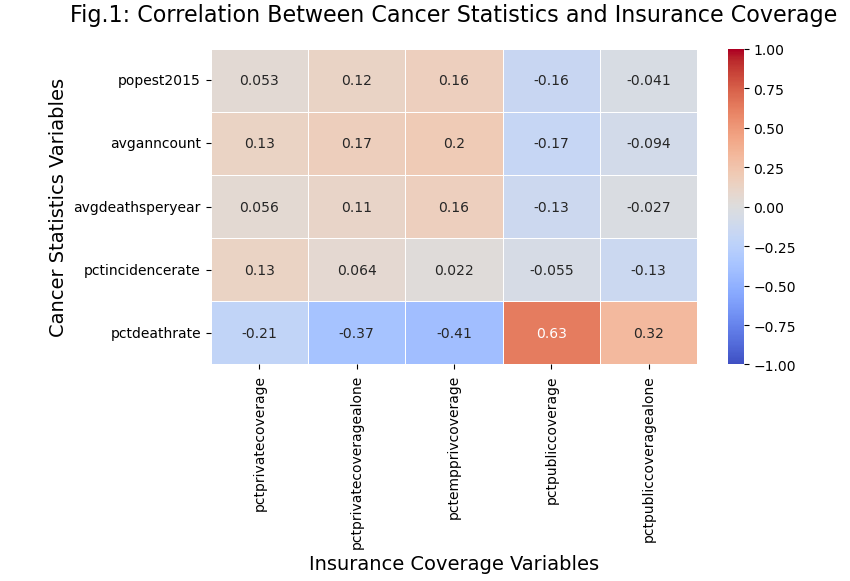 Fig.1: Correlation Between Cancer Statistics and Insurance Coverage
Cancer Statistics Variables
popest2015 0.053 0.12 0.16 -0.16 -0.041
avganncount 0.13 0.17 0.2 -0.17 -0.094
avgdeathsperyear 0.056 0.11 0.16 -0.13 -0.027
pctincidencerate 0.13 0.064 0.022 -0.055 -0.13
pctdeathrate -0.21 -0.37 -0.41 0.63 0.32
pctprivatecoverage
pctprivatecoveragealone
pctempprivcoverage
pctpubliccoverage
pctpubliccoveragealone
Insurance Coverage Variables
1.00
0.75
0.50
0.25
0.00
−0.25
−0.50
−0.75
−1.00